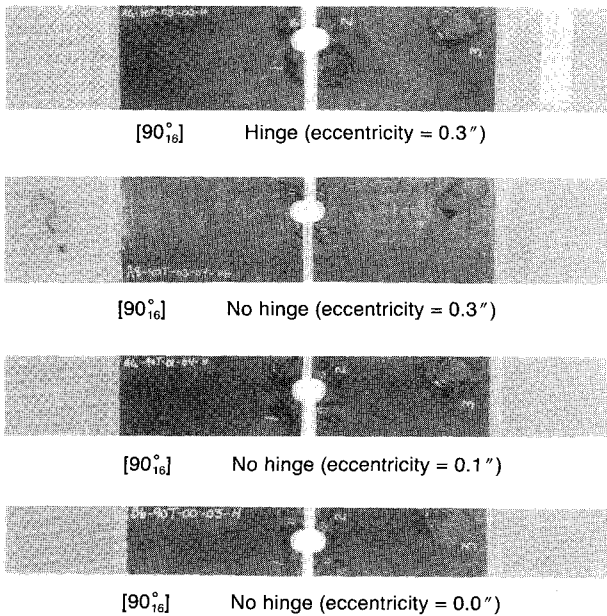 [90°₁₆] Hinge (eccentricity = 0.3″)
[90°₁₆] No hinge (eccentricity = 0.3″)
[90°₁₆] No hinge (eccentricity = 0.1″)
[90°₁₆] No hinge (eccentricity = 0.0″)